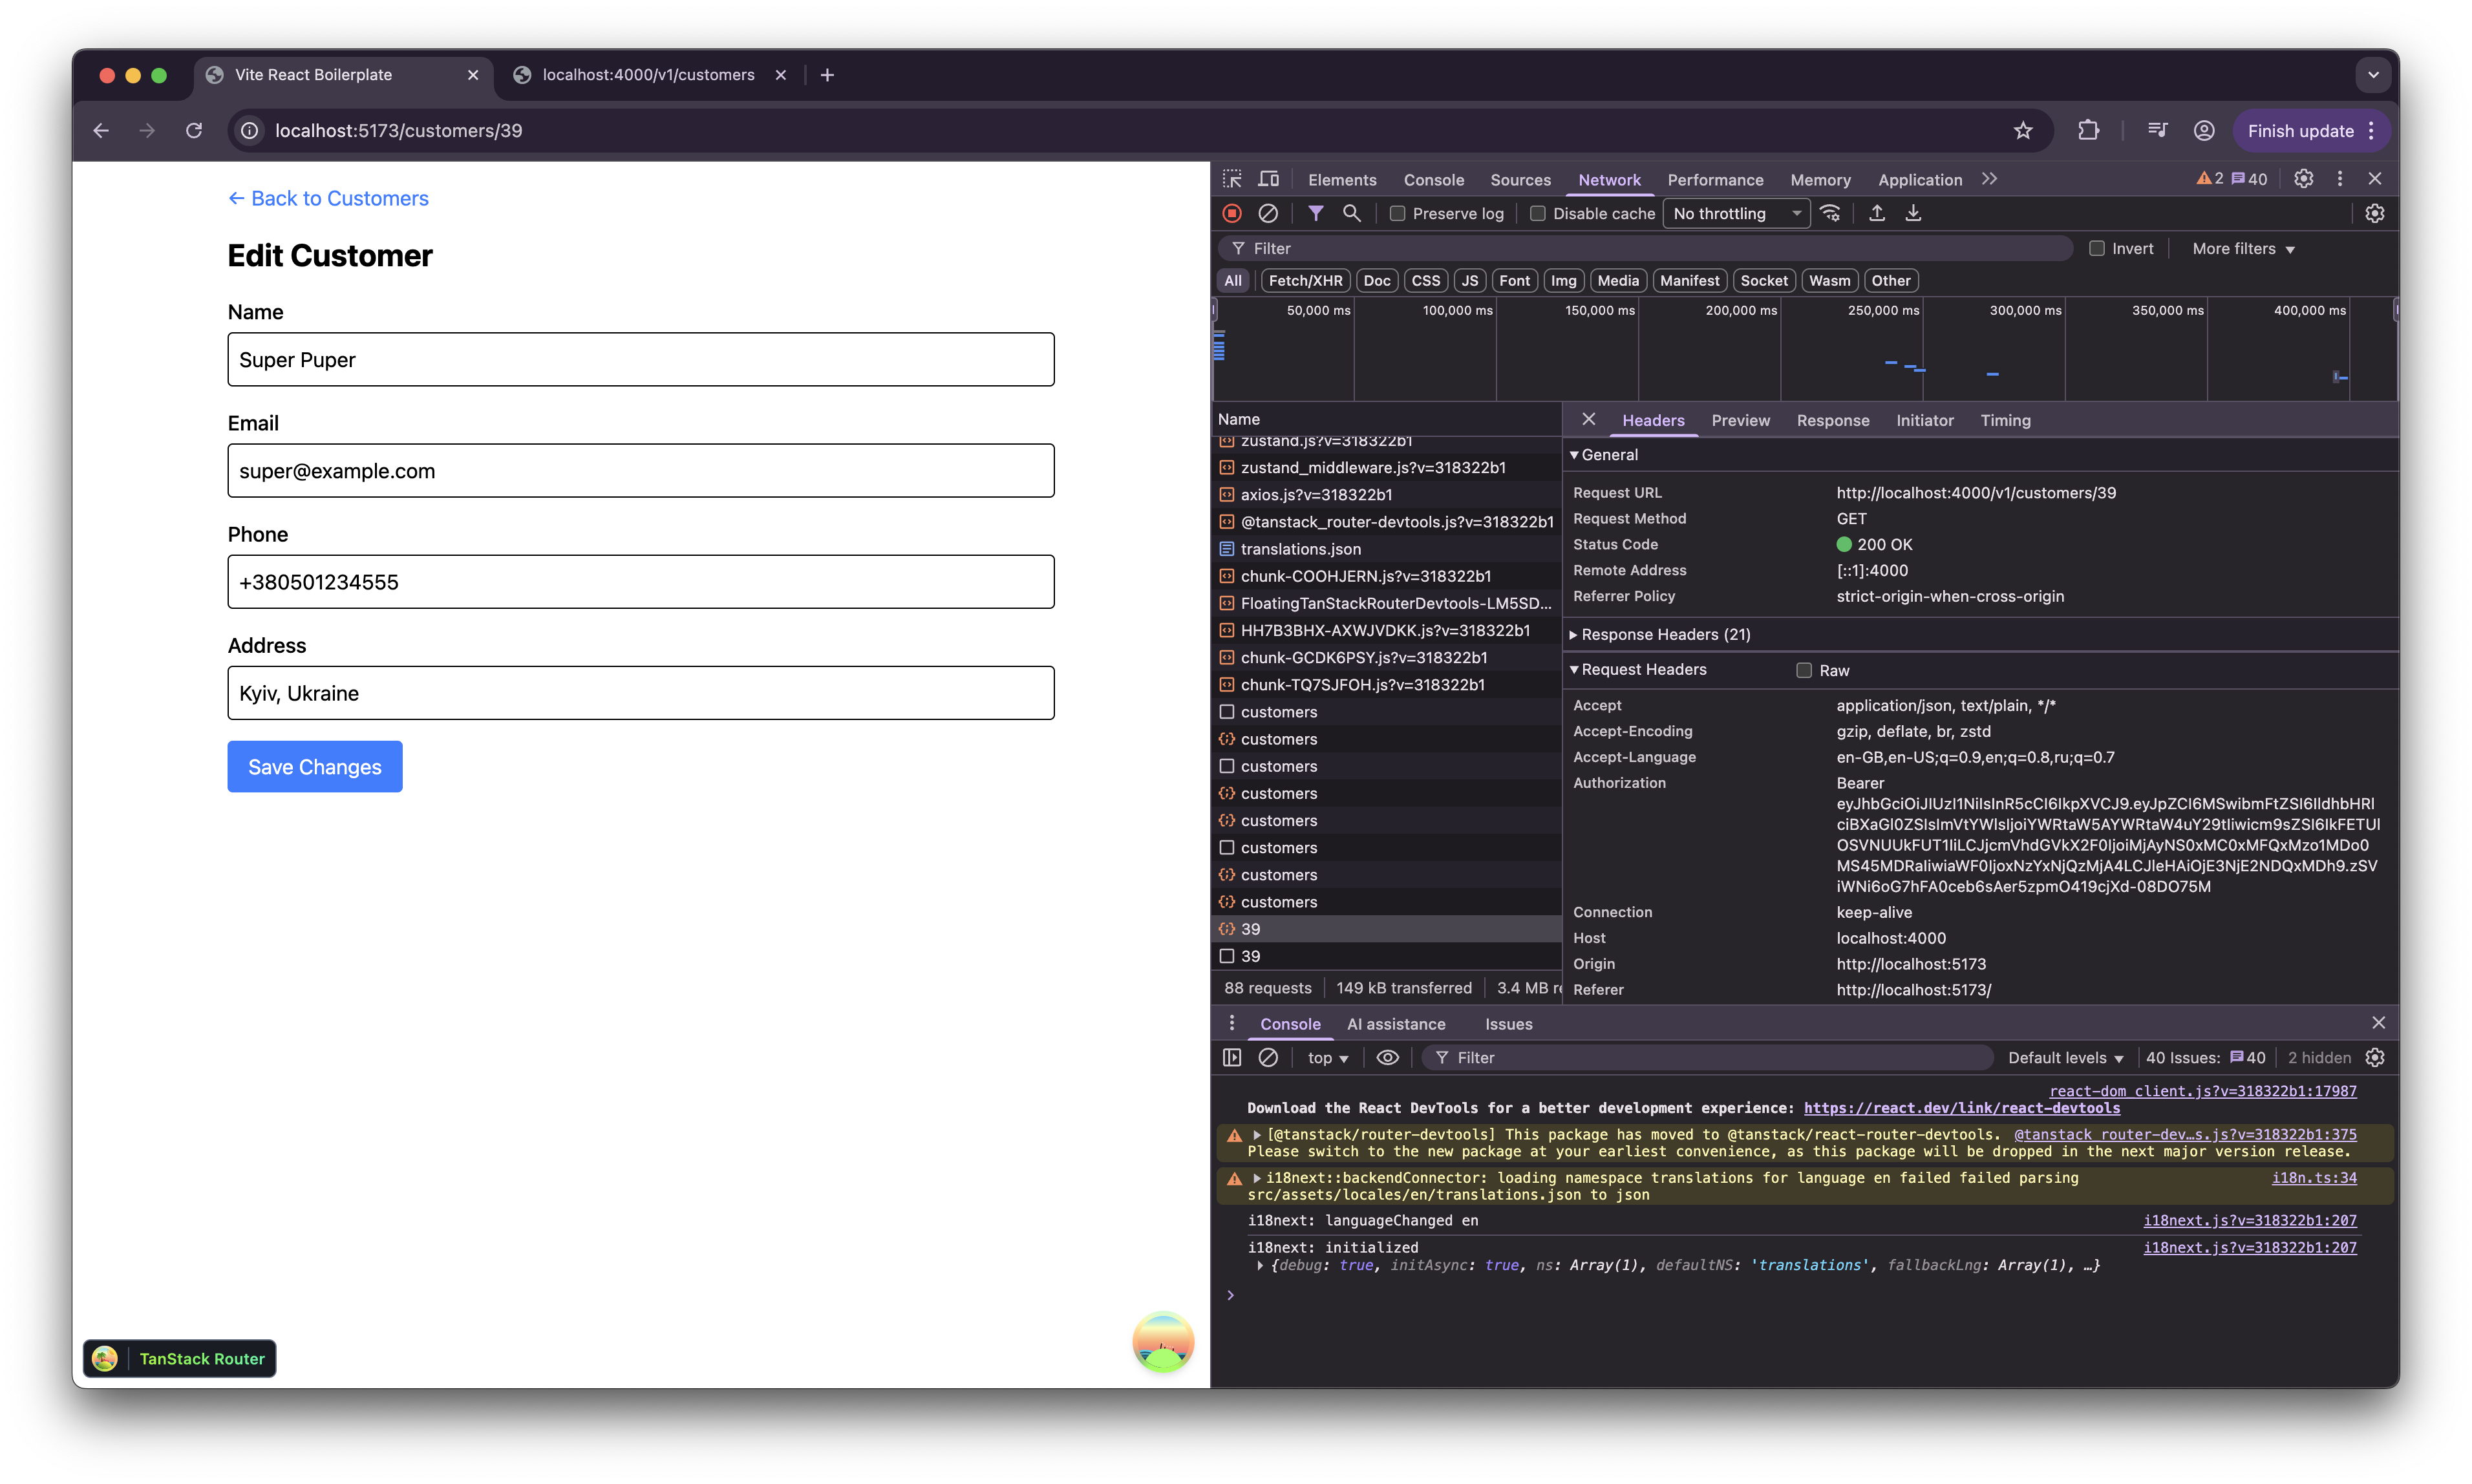 Vite React Boilerplate
localhost:4000/v1/customers
localhost:5173/customers/39
Finish update
← Back to Customers
Edit Customer
Name
Super Puper
Email
super@example.com
Phone
+380501234555
Address
Kyiv, Ukraine
Save Changes
TanStack Router
Elements Console Sources Network Performance Memory Application
2 40
Preserve log Disable cache No throttling
Filter Invert More filters
All Fetch/XHR Doc CSS JS Font Img Media Manifest Socket Wasm Other
50,000 ms 100,000 ms 150,000 ms 200,000 ms 250,000 ms 300,000 ms 350,000 ms 400,000 ms
Name
zustand.js?v=318322b1
zustand_middleware.js?v=318322b1
axios.js?v=318322b1
@tanstack_router-devtools.js?v=318322b1
translations.json
chunk-COOHJERN.js?v=318322b1
FloatingTanStackRouterDevtools-LM5SD...
HH7B3BHX-AXWJVDKK.js?v=318322b1
chunk-GCDK6PSY.js?v=318322b1
chunk-TQ7SJFOH.js?v=318322b1
customers
customers
customers
customers
customers
customers
customers
customers
39
39
88 requests 149 kB transferred 3.4 MB re
Headers Preview Response Initiator Timing
General
Request URL http://localhost:4000/v1/customers/39
Request Method GET
Status Code 200 OK
Remote Address [::1]:4000
Referrer Policy strict-origin-when-cross-origin
Response Headers (21)
Request Headers Raw
Accept application/json, text/plain, */*
Accept-Encoding gzip, deflate, br, zstd
Accept-Language en-GB,en-US;q=0.9,en;q=0.8,ru;q=0.7
Authorization Bearer
Connection keep-alive
Host localhost:4000
Origin http://localhost:5173
Referer http://localhost:5173/
Console AI assistance Issues
top Filter Default levels 40 Issues: 40 2 hidden
react-dom_client.js?v=318322b1:17987
Download the React DevTools for a better development experience: https://react.dev/link/react-devtools
[@tanstack/router-devtools] This package has moved to @tanstack/react-router-devtools. @tanstack_router-dev…s.js?v=318322b1:375
Please switch to the new package at your earliest convenience, as this package will be dropped in the next major version release.
i18next::backendConnector: loading namespace translations for language en failed failed parsing i18n.ts:34
src/assets/locales/en/translations.json to json
i18next: languageChanged en i18next.js?v=318322b1:207
i18next: initialized i18next.js?v=318322b1:207
{debug: true, initAsync: true, ns: Array(1), defaultNS: 'translations', fallbackLng: Array(1), …}